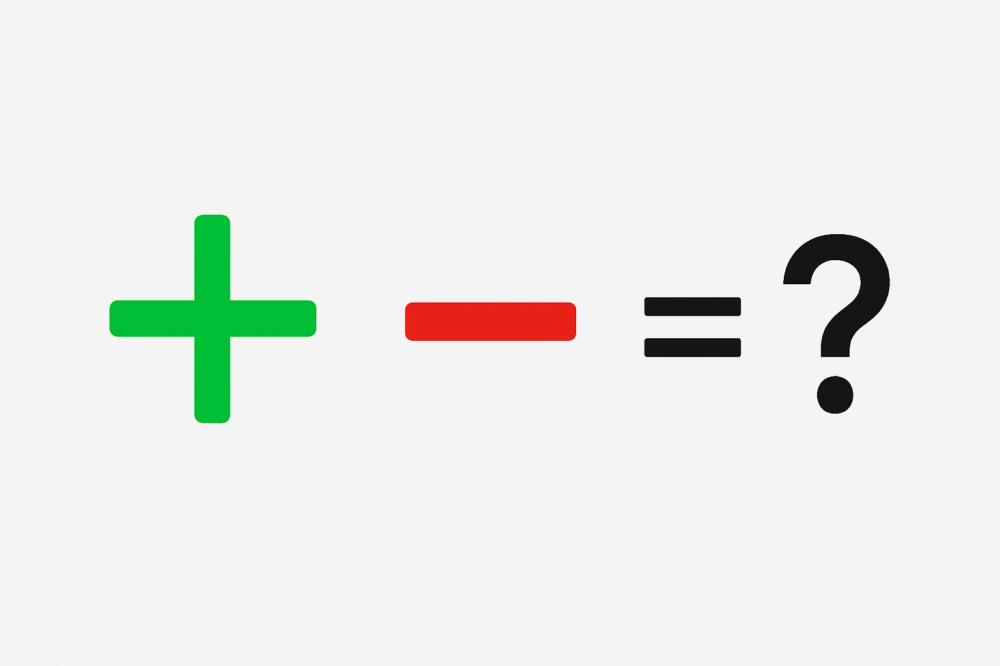 + − = ?